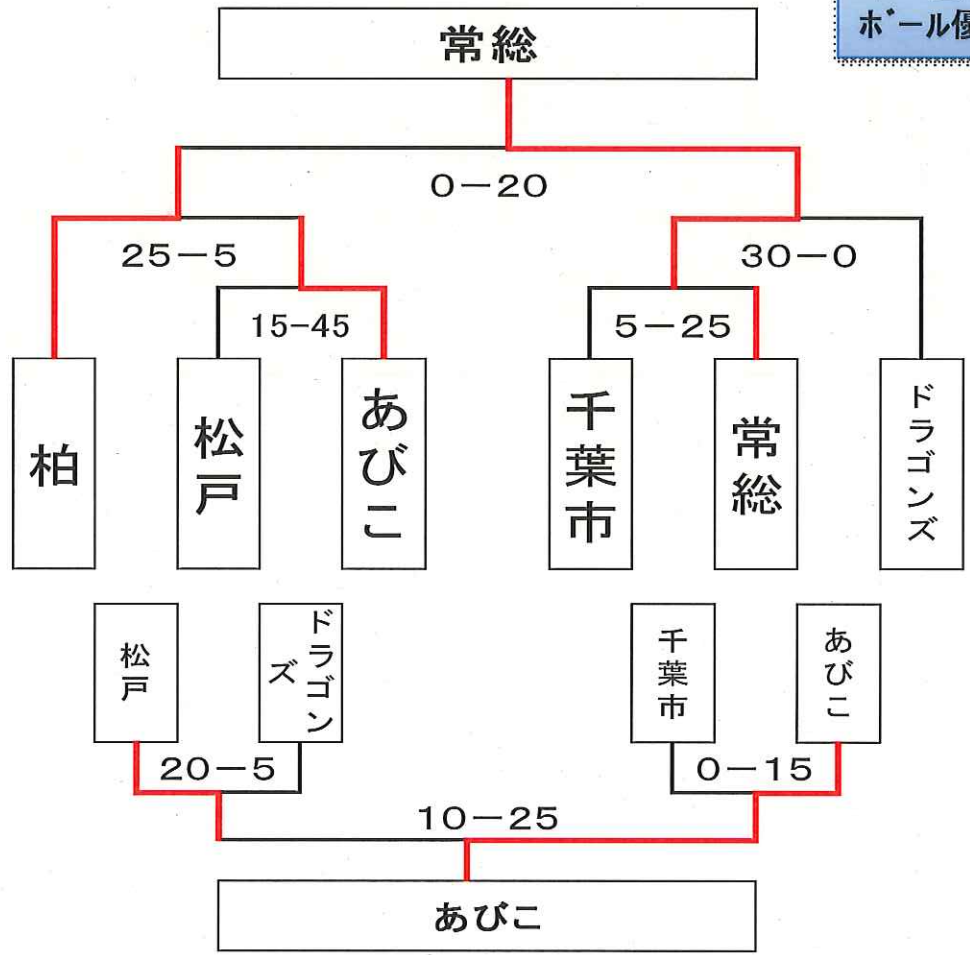 ボール優
常総
0－20
25－5
30－0
15-45
5－25
柏
松戸
あびこ
千葉市
常総
ドラゴンズ
松戸
ドラゴンズ
千葉市
あびこ
20－5
0－15
10－25
あびこ